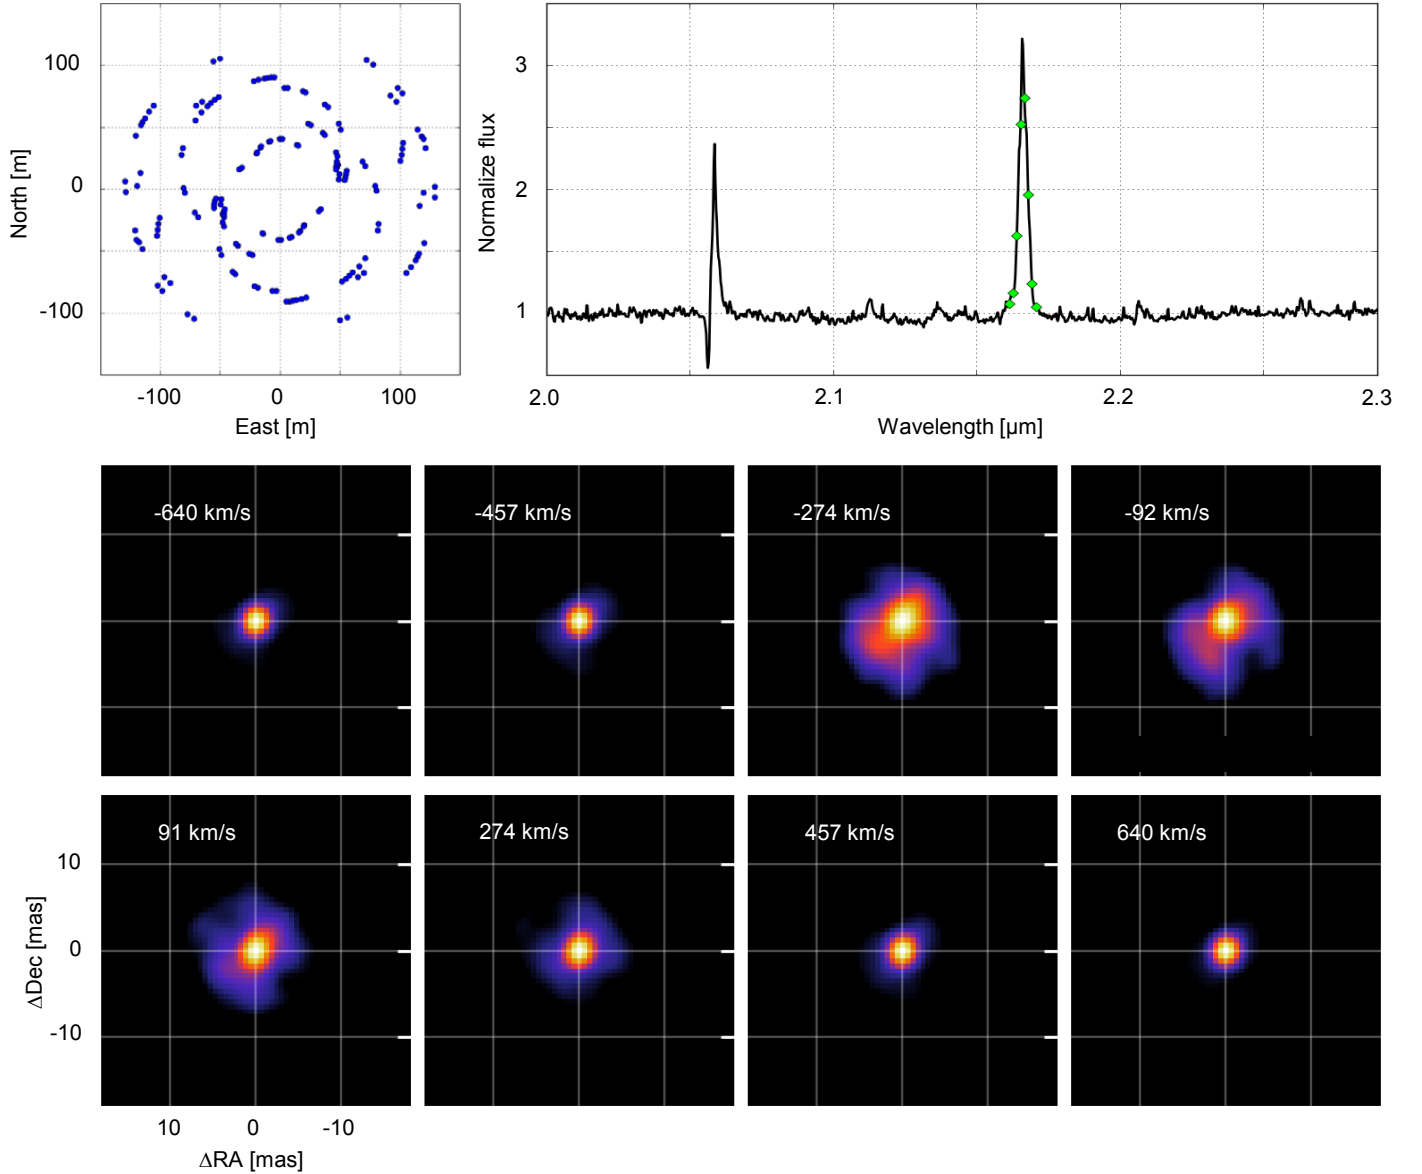 100
0
-100
North [m]
-100 0 100
East [m]
3
2
1
Normalize flux
2.0 2.1 2.2 2.3
Wavelength [µm]
-640 km/s -457 km/s -274 km/s -92 km/s
91 km/s 274 km/s 457 km/s 640 km/s
10
0
-10
ΔDec [mas]
10 0 -10
ΔRA [mas]